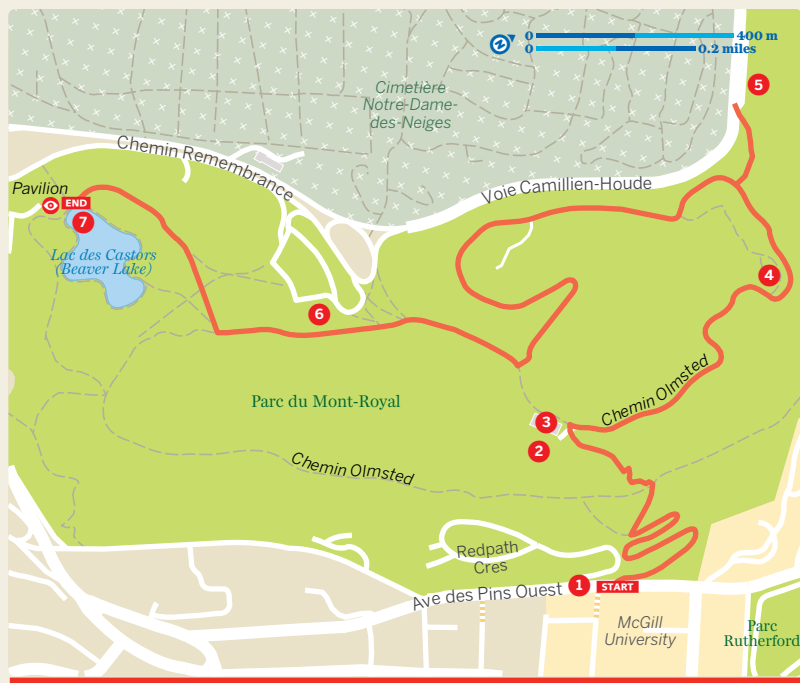 0 400 m
0 0.2 miles
5
Cimetière
Notre-Dame-
des-Neiges
Chemin Remembrance
Voie Camillien-Houde
Pavilion
END
7
Lac des Castors
(Beaver Lake)
4
6
Chemin Olmsted
Parc du Mont-Royal
3
2
Chemin Olmsted
Redpath
Cres
Ave des Pins Ouest
1
START
McGill
University
Parc
Rutherford